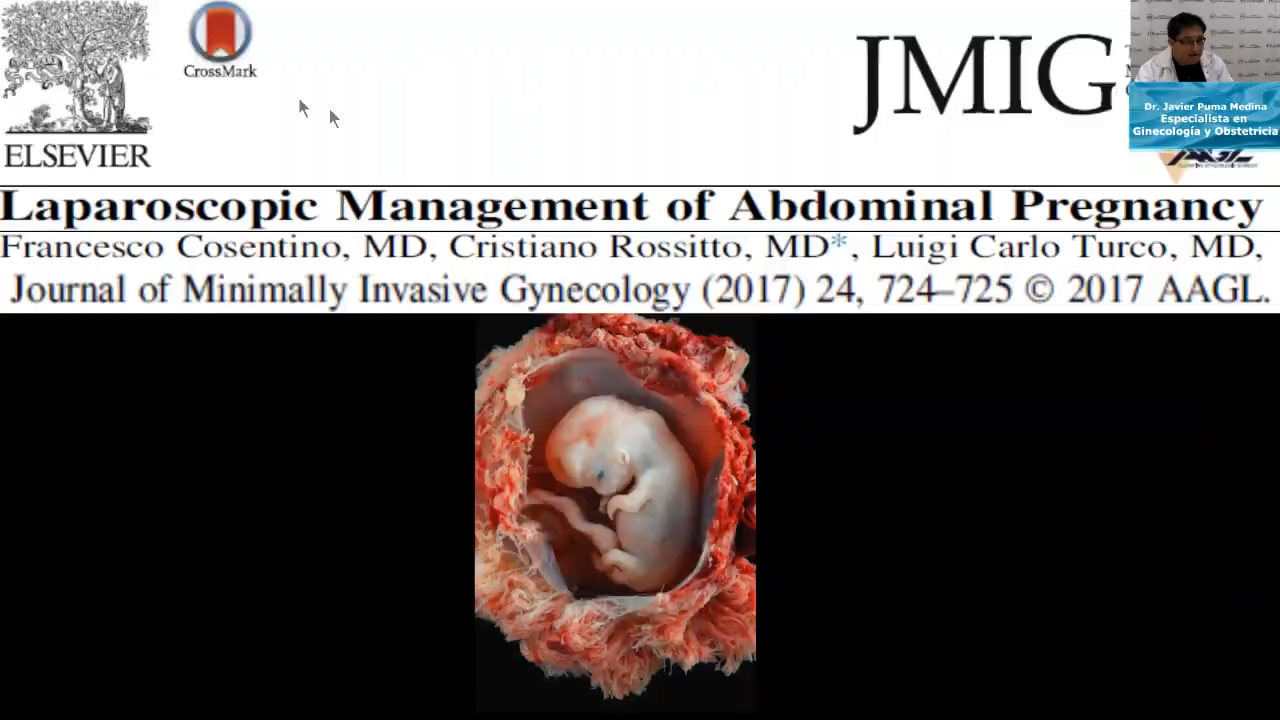 CrossMark
ELSEVIER
JMIG
Dr. Javier Puma Medina
Especialista en
Ginecología y Obstetricia
AAGL
Laparoscopic Management of Abdominal Pregnancy
Francesco Cosentino, MD, Cristiano Rossitto, MD*, Luigi Carlo Turco, MD,
Journal of Minimally Invasive Gynecology (2017) 24, 724–725 © 2017 AAGL.